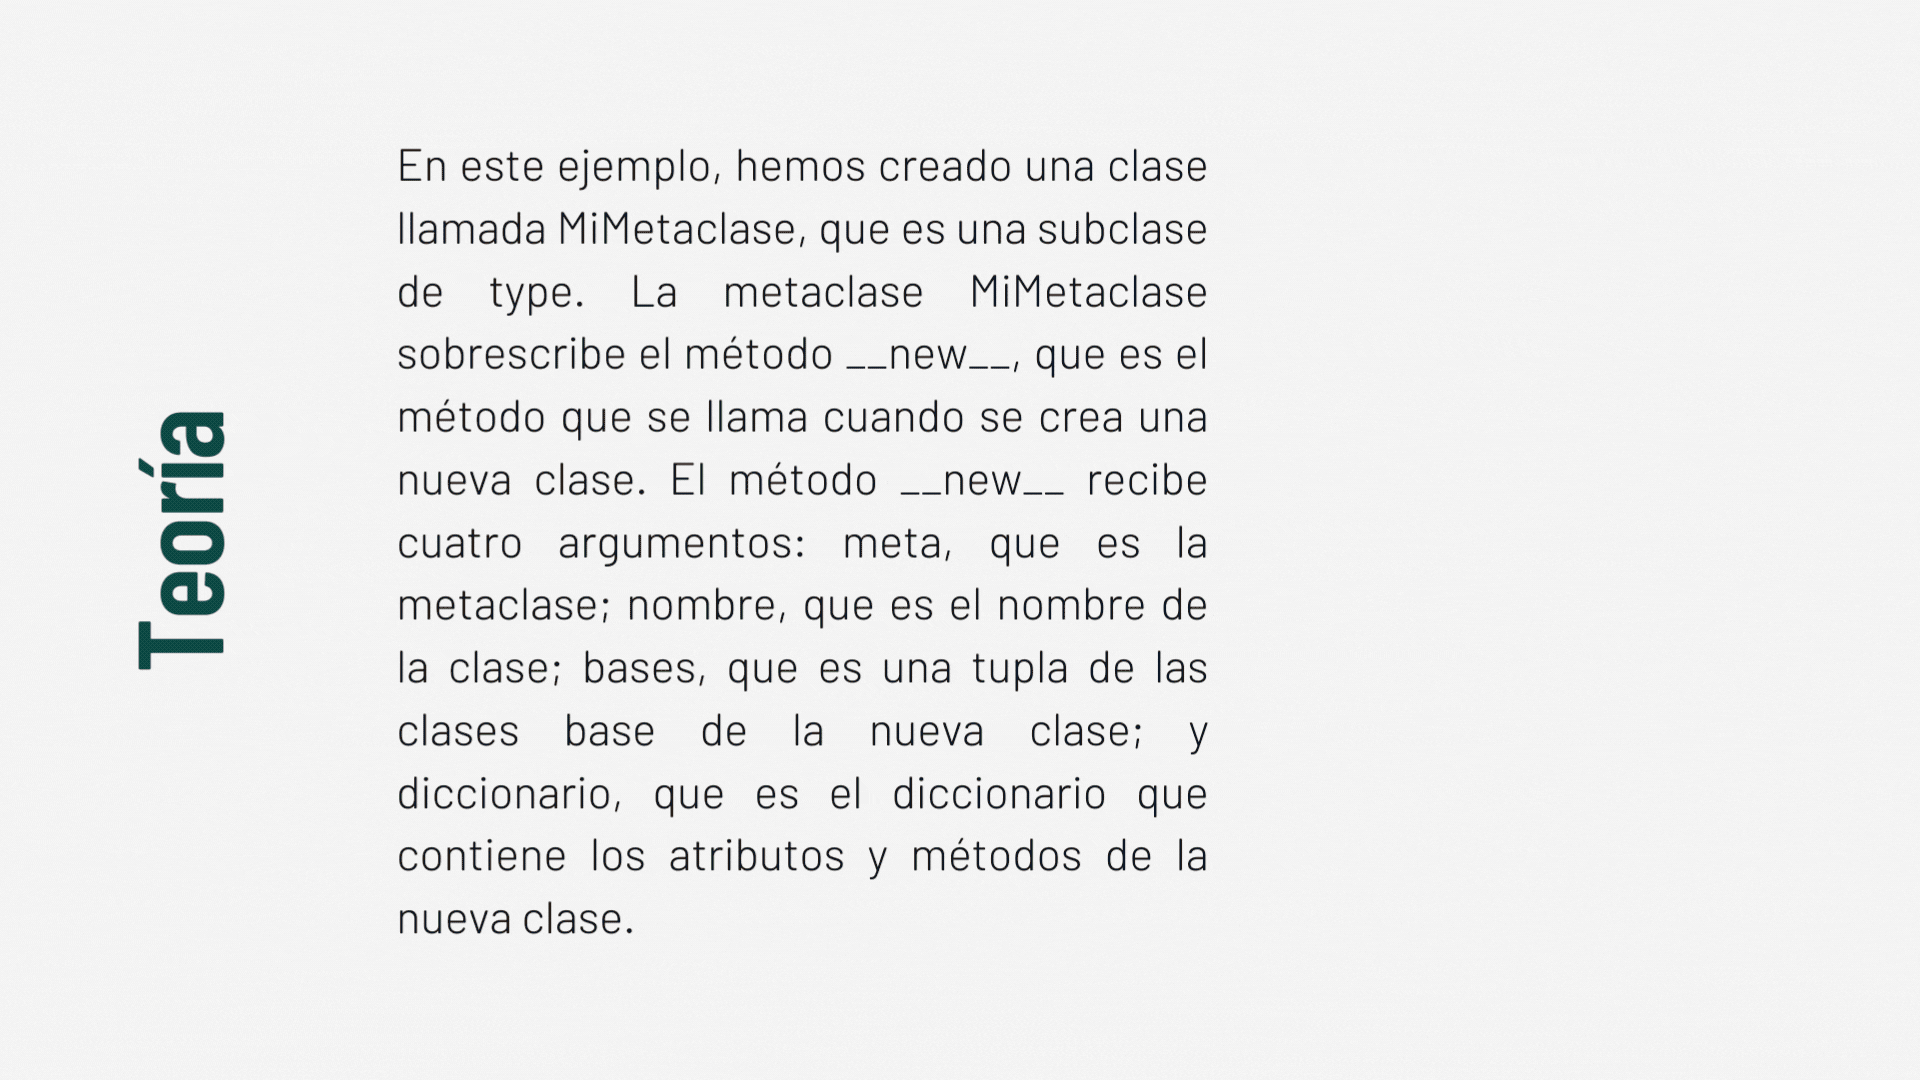 Teoría
En este ejemplo, hemos creado una clase
llamada MiMetaclase, que es una subclase
de type. La metaclase MiMetaclase
sobrescribe el método __new__, que es el
método que se llama cuando se crea una
nueva clase. El método __new__ recibe
cuatro argumentos: meta, que es la
metaclase; nombre, que es el nombre de
la clase; bases, que es una tupla de las
clases base de la nueva clase; y
diccionario, que es el diccionario que
contiene los atributos y métodos de la
nueva clase.